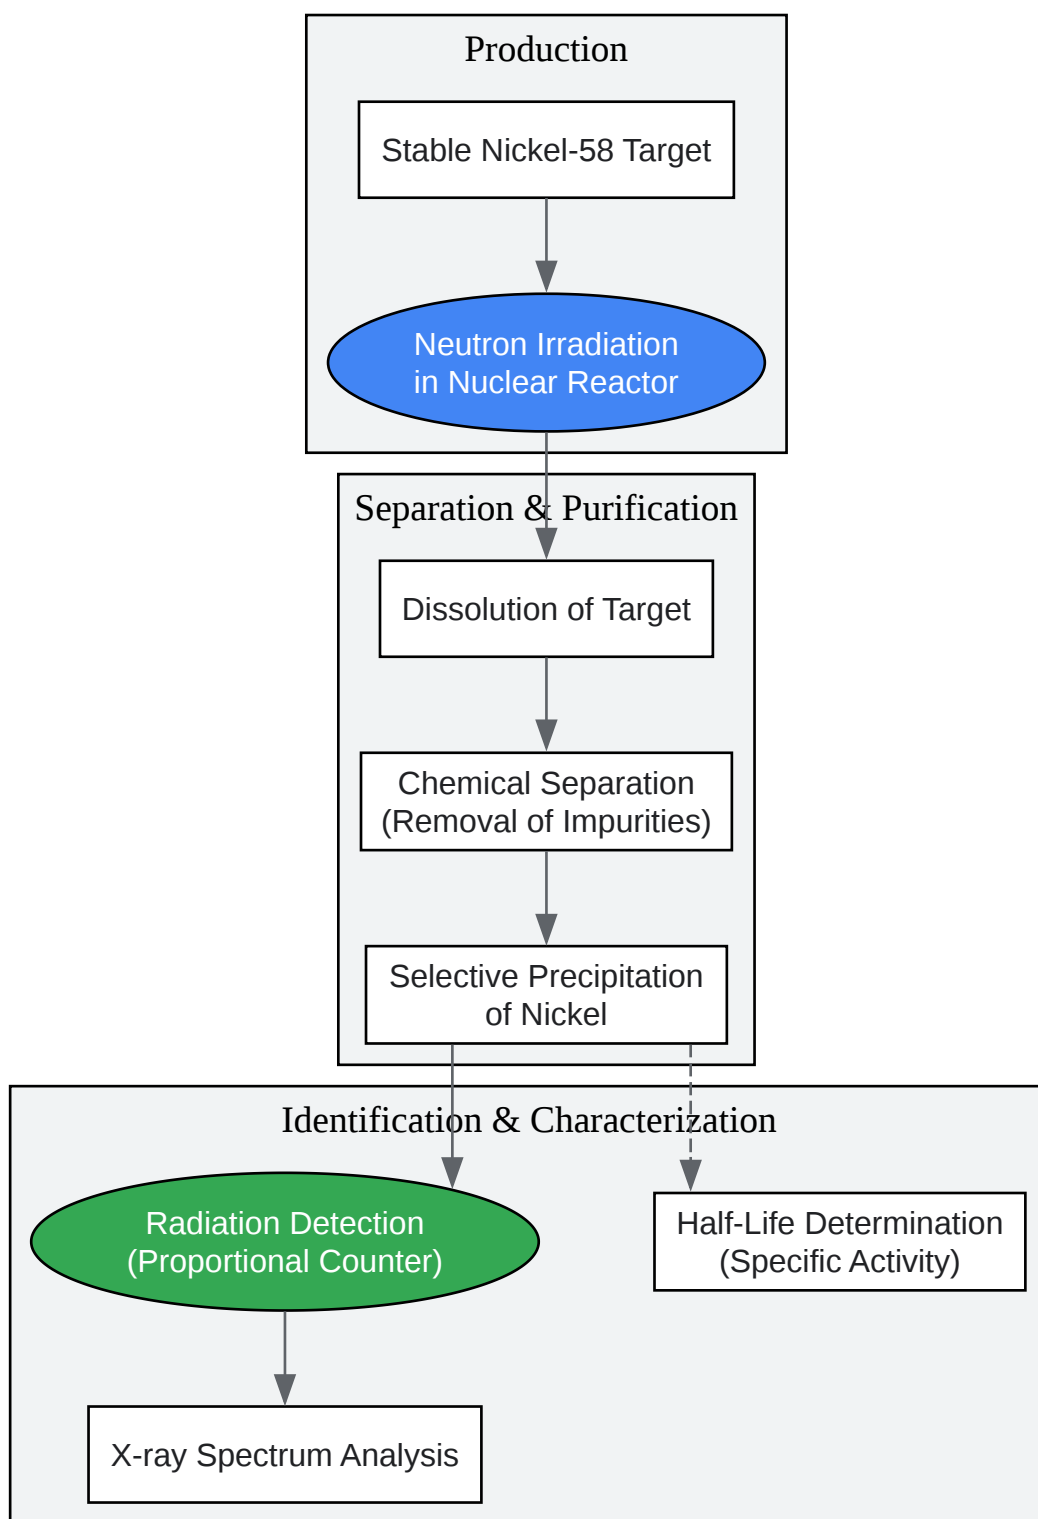 Production
Stable Nickel-58 Target
Neutron Irradiation
in Nuclear Reactor
Separation & Purification
Dissolution of Target
Chemical Separation
(Removal of Impurities)
Selective Precipitation
of Nickel
Identification & Characterization
Radiation Detection
(Proportional Counter)
Half-Life Determination
(Specific Activity)
X-ray Spectrum Analysis